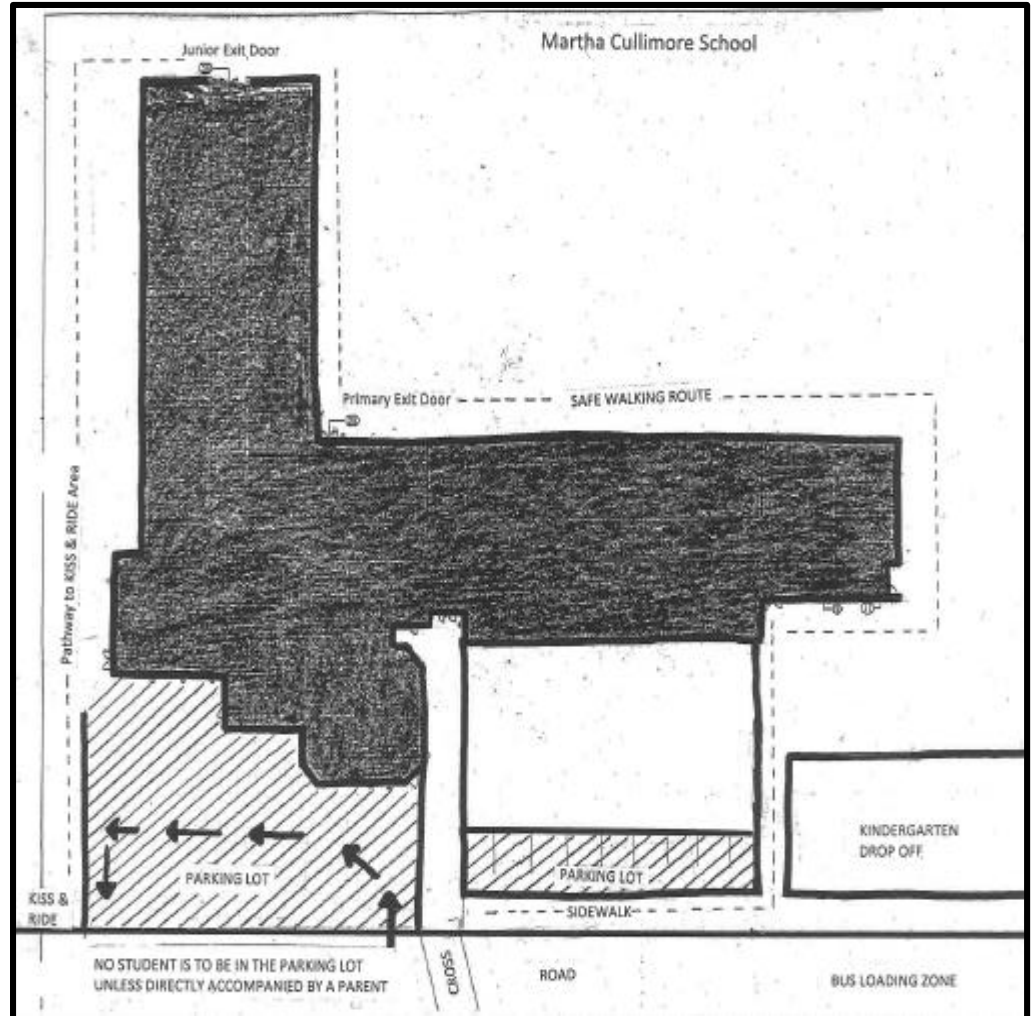 Martha Cullimore School
Junior Exit Door
Primary Exit Door
SAFE WALKING ROUTE
Pathway to KISS & RIDE Area
KINDERGARTEN
DROP OFF
PARKING LOT
PARKING LOT
KISS &
RIDE
SIDEWALK
NO STUDENT IS TO BE IN THE PARKING LOT
UNLESS DIRECTLY ACCOMPANIED BY A PARENT
CROSS
ROAD
BUS LOADING ZONE